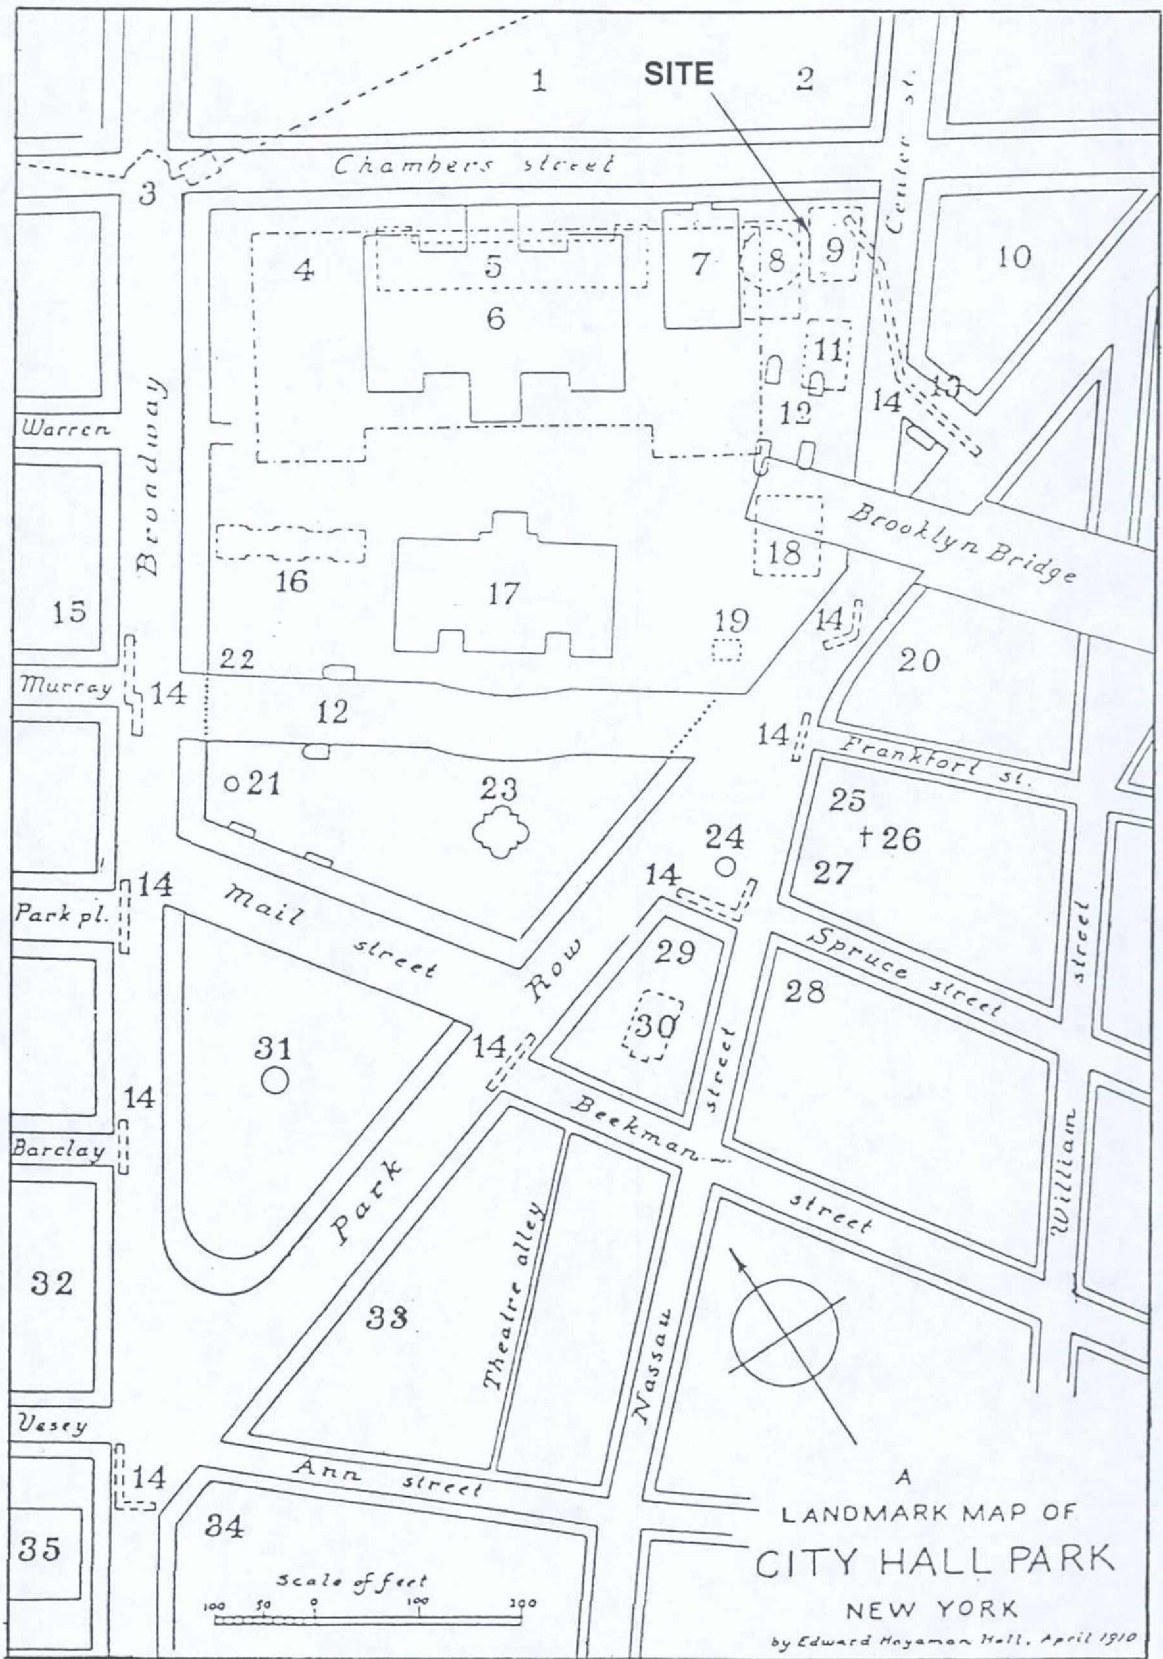 SITE
1
2
Center st.
Chambers street
3
4
5
6
7
8
9
10
11
12
13
14
Broadway
Warren
Brooklyn Bridge
15
16
17
18
19
14
20
22
Murray
14
12
14
Frankfort st.
21
23
24
25
26
27
14
14
Park pl.
Mail street
Row
29
30
28
Spruce street
street
31
14
14
Barclay
Beekman
street
street
William
Park
32
33
Theatre alley
Nassau
Vesey
14
Ann street
34
35
Scale of feet
100 50 0 100 200
A
LANDMARK MAP OF
CITY HALL PARK
NEW YORK
by Edward Hagaman Hall, April 1910